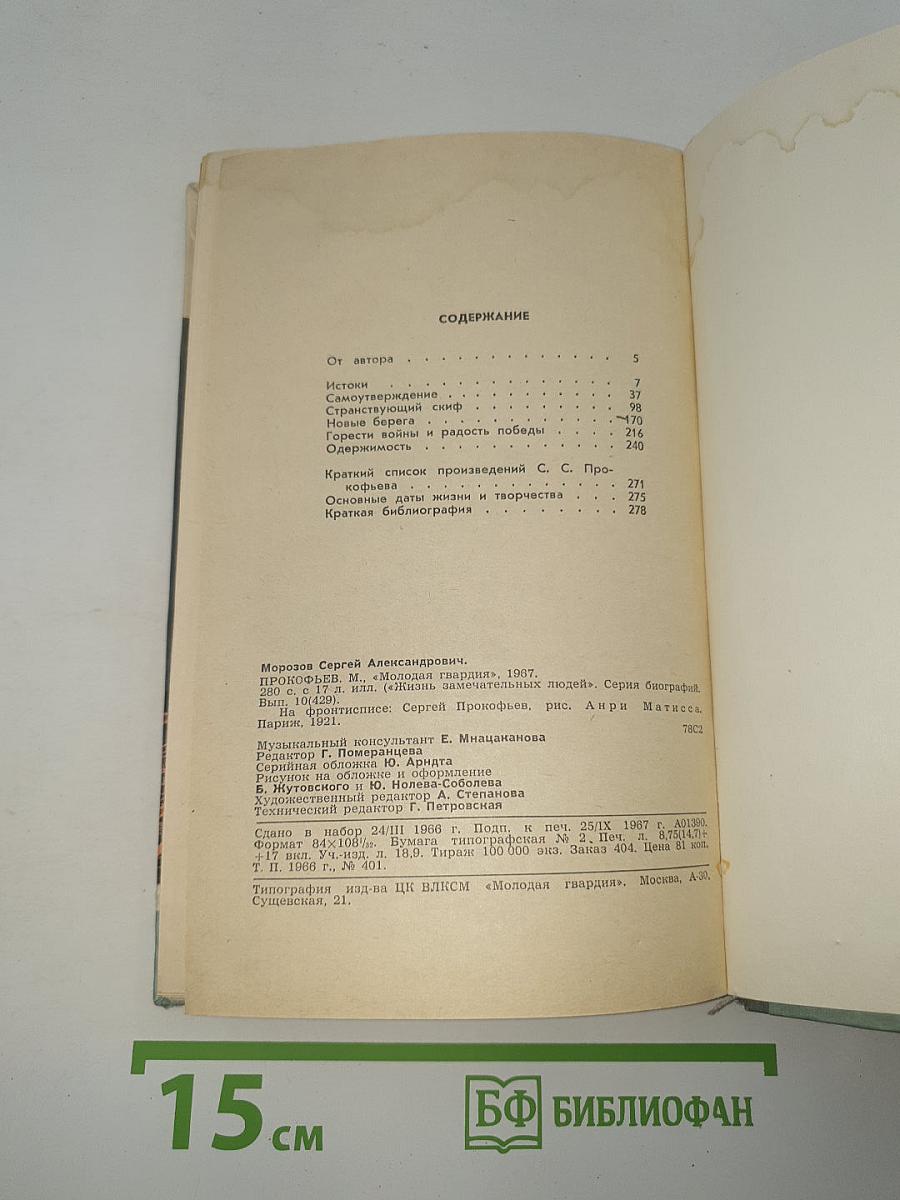 СОДЕРЖАНИЕ
От автора . . . . . . . . . . . . . 5
Истоки . . . . . . . . . . . . . . 7
Самоутверждение . . . . . . . . . . . 37
Странствующий скиф . . . . . . . . . . 98
Новые берега . . . . . . . . . . . . 170
Горести войны и радость победы . . . . 216
Одержимость . . . . . . . . . . . . 240
Краткий список произведений С. С. Про-
кофьева . . . . . . . . . . . . . 271
Основные даты жизни и творчества . . . 275
Краткая библиография . . . . . . . . 278
Морозов Сергей Александрович.
ПРОКОФЬЕВ. М., «Молодая гвардия», 1967.
280 с. с 17 л. илл. («Жизнь замечательных людей». Серия биографий.
Вып. 10(429).
На фронтисписе: Сергей Прокофьев, рис. Анри Матисса.
Париж, 1921.
78С2
Музыкальный консультант Е. Мнацаканова
Редактор Г. Померанцева
Серийная обложка Ю. Арндта
Рисунок на обложке и оформление
Б. Жутовского и Ю. Нолева-Соболева
Художественный редактор А. Степанова
Технический редактор Г. Петровская
Сдано в набор 24/III 1966 г. Подп. к печ. 25/IX 1967 г. А01390.
Формат 84×108¹/₃₂. Бумага типографская № 2. Печ. л. 8,75(14,7)+
+17 вкл. Уч.-изд. л. 18,9. Тираж 100 000 экз. Заказ 404. Цена 81 коп.
Т. П. 1966 г., № 401.
Типография изд-ва ЦК ВЛКСМ «Молодая гвардия». Москва, А-30.
Сущевская, 21.
15 см
БФ БИБЛИОФАН